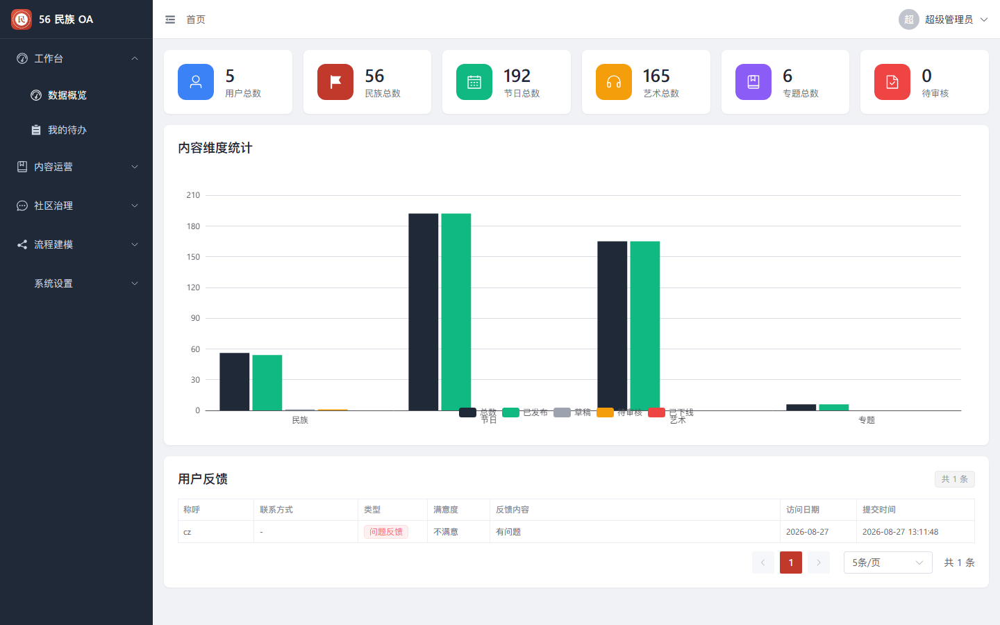 民
56 民族 OA
首页
超
超级管理员
工作台
数据概览
我的待办
内容运营
社区治理
流程建模
系统设置
5
用户总数
56
民族总数
192
节日总数
165
艺术总数
6
专题总数
0
待审核
内容维度统计
210
180
150
120
90
60
30
0
总数 已发布 草稿 待审核 已下线
民族 节日 艺术 专题
用户反馈
共 1 条
称呼 联系方式 类型 满意度 反馈内容 访问日期 提交时间
cz - 问题反馈 不满意 有问题 2026-08-27 2026-08-27 13:11:48
1 5条/页 共 1 条